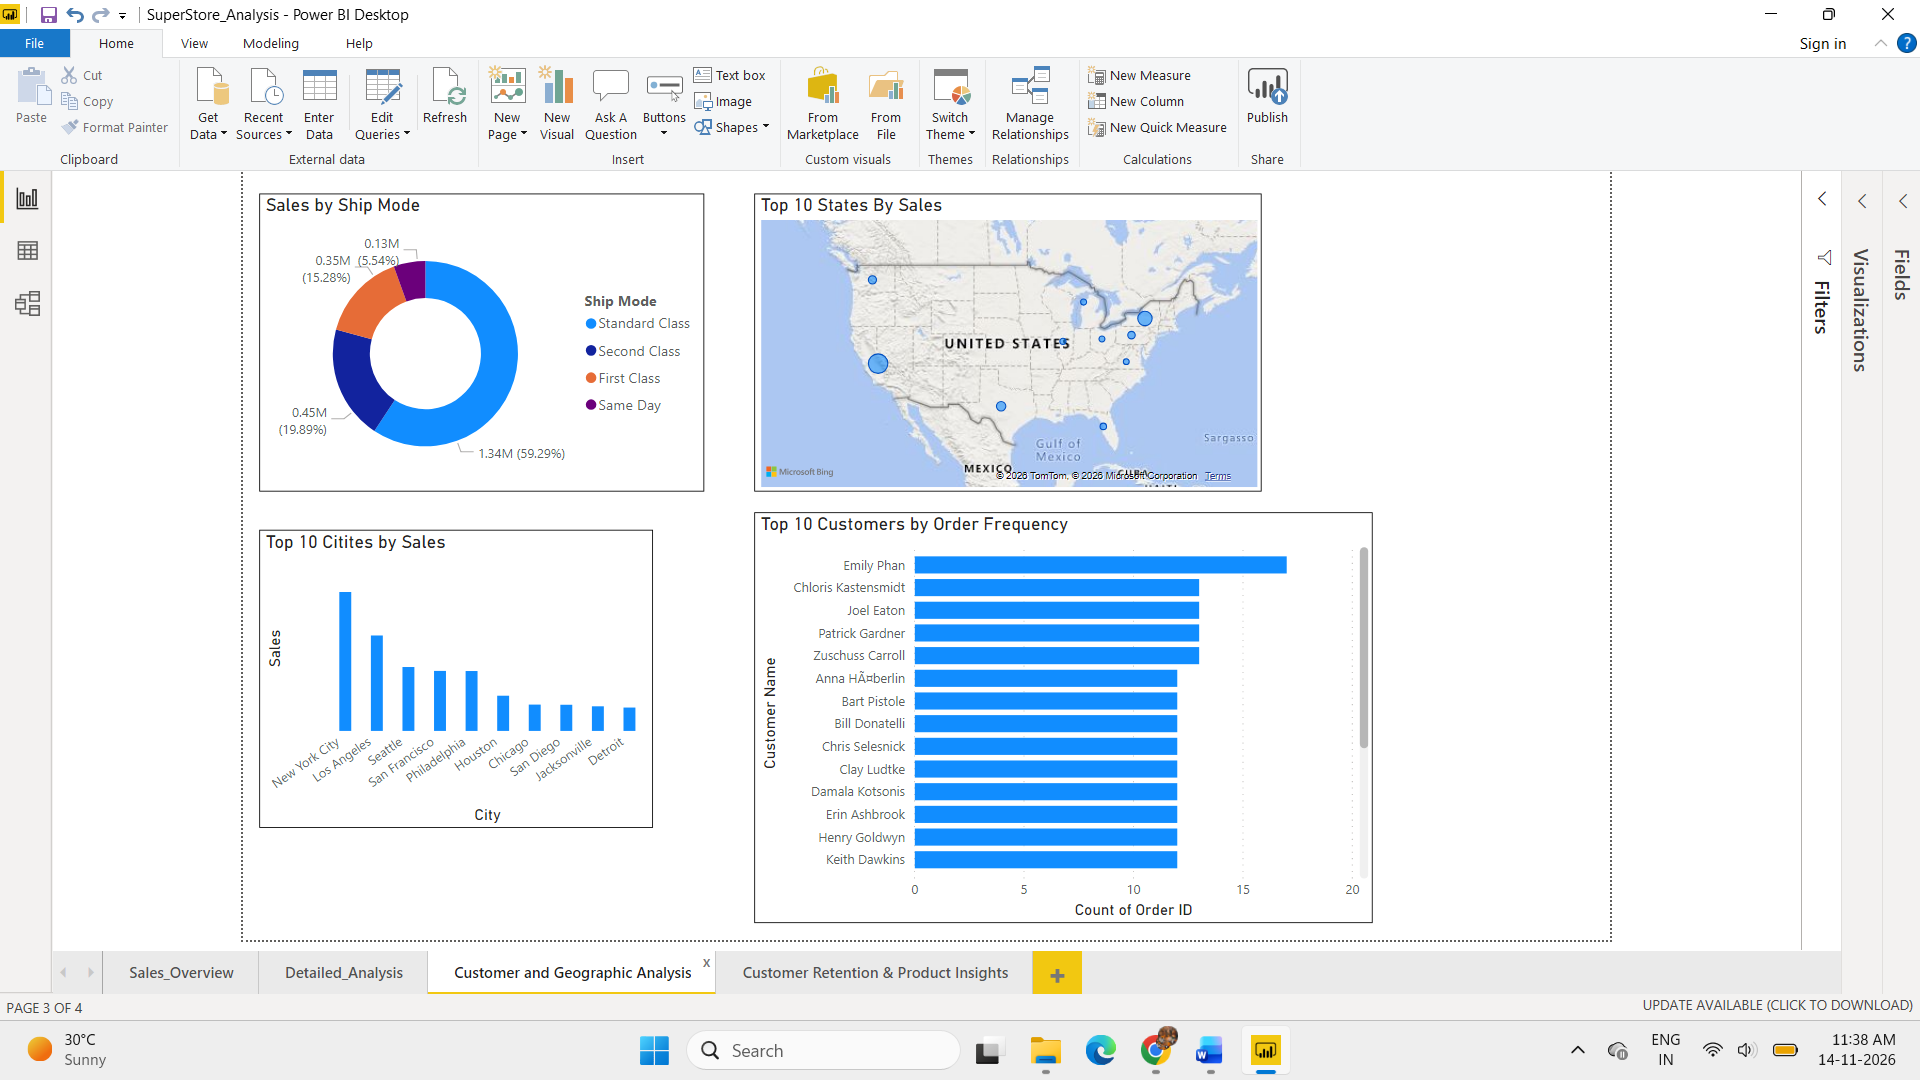 SuperStore_Analysis - Power BI Desktop
File
Home
View
Modeling
Help
Sign in
?
Paste
Cut
Copy
Format Painter
Clipboard
Get Data
Recent Sources
Enter Data
Edit Queries
Refresh
External data
New Page
New Visual
Ask A Question
Buttons
Text box
Image
Shapes
Insert
From Marketplace
From File
Custom visuals
Switch Theme
Themes
Manage Relationships
Relationships
New Measure
New Column
New Quick Measure
Calculations
Publish
Share
Sales by Ship Mode
0.13M
(5.54%)
0.35M
(15.28%)
0.45M
(19.89%)
1.34M (59.29%)
Ship Mode
Standard Class
Second Class
First Class
Same Day
Top 10 States By Sales
UNITED STATES
Gulf of
Mexico
Sargasso
MEXICO
CUBA
Microsoft Bing
© 2026 TomTom, © 2026 Microsoft Corporation Terms
Top 10 Citites by Sales
Sales
New York City
Los Angeles
Seattle
San Francisco
Philadelphia
Houston
Chicago
San Diego
Jacksonville
Detroit
City
Top 10 Customers by Order Frequency
Customer Name
Emily Phan
Chloris Kastensmidt
Joel Eaton
Patrick Gardner
Zuschuss Carroll
Anna HÃ¤berlin
Bart Pistole
Bill Donatelli
Chris Selesnick
Clay Ludtke
Damala Kotsonis
Erin Ashbrook
Henry Goldwyn
Keith Dawkins
0 5 10 15 20
Count of Order ID
Filters
Visualizations
Fields
Sales_Overview
Detailed_Analysis
Customer and Geographic Analysis
x
Customer Retention & Product Insights
+
PAGE 3 OF 4
UPDATE AVAILABLE (CLICK TO DOWNLOAD)
30°C
Sunny
Search
W
ENG
IN
11:38 AM
14-11-2026